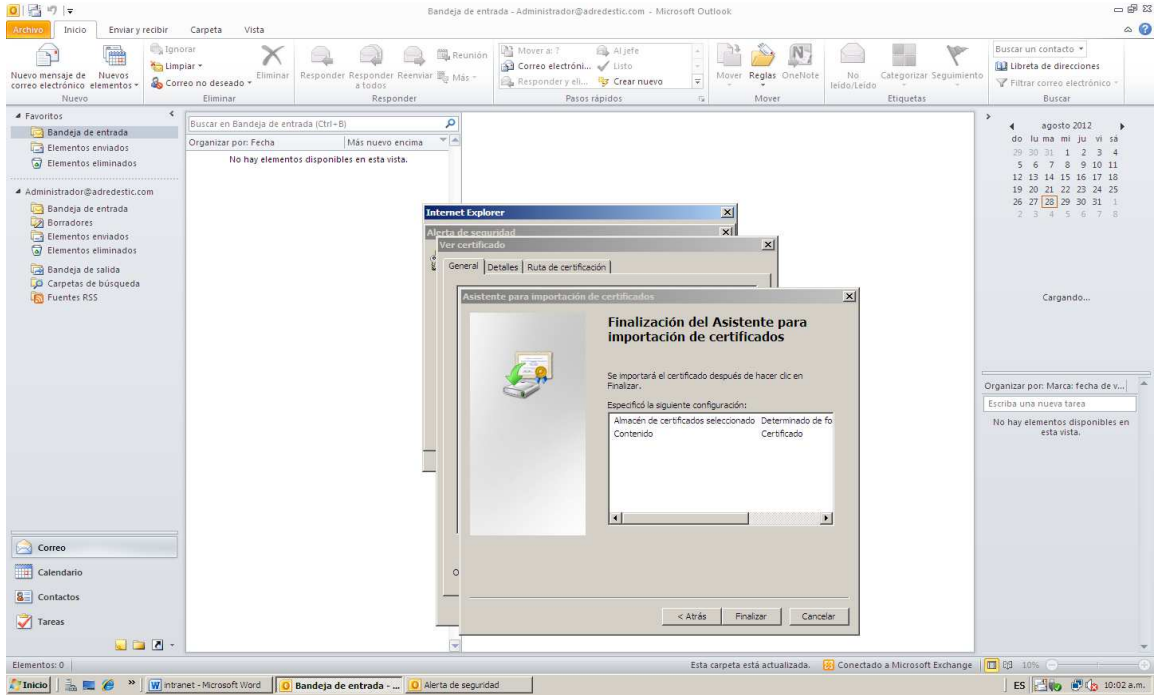 Bandeja de entrada - Administrador@adredestic.com - Microsoft Outlook
Archivo Inicio Enviar y recibir Carpeta Vista
Nuevo mensaje de correo electrónico
Nuevos elementos
Nuevo
Ignorar
Limpiar
Correo no deseado
Eliminar
Eliminar
Responder
Responder a todos
Reenviar
Reunión
Más
Responder
Mover a: ?
Correo electróni...
Responder y eli...
Al jefe
Listo
Crear nuevo
Pasos rápidos
Mover
Reglas
OneNote
Mover
No leído/Leído
Categorizar
Seguimiento
Etiquetas
Buscar un contacto
Libreta de direcciones
Filtrar correo electrónico
Buscar
Favoritos
Bandeja de entrada
Elementos enviados
Elementos eliminados
Administrador@adredestic.com
Bandeja de entrada
Borradores
Elementos enviados
Elementos eliminados
Bandeja de salida
Carpetas de búsqueda
Fuentes RSS
Correo
Calendario
Contactos
Tareas
Buscar en Bandeja de entrada (Ctrl+B)
Organizar por: Fecha Más nuevo encima
No hay elementos disponibles en esta vista.
Internet Explorer
Alerta de seguridad
Ver certificado
General Detalles Ruta de certificación
Asistente para importación de certificados
Finalización del Asistente para
importación de certificados
Se importará el certificado después de hacer clic en
Finalizar.
Especificó la siguiente configuración:
Almacén de certificados seleccionado Determinado de fo
Contenido Certificado
< Atrás Finalizar Cancelar
agosto 2012
do lu ma mi ju vi sá
29 30 31 1 2 3 4
5 6 7 8 9 10 11
12 13 14 15 16 17 18
19 20 21 22 23 24 25
26 27 28 29 30 31 1
2 3 4 5 6 7 8
Cargando...
Organizar por: Marca: fecha de v...
Escriba una nueva tarea
No hay elementos disponibles en
esta vista.
Elementos: 0 Esta carpeta está actualizada. Conectado a Microsoft Exchange 10%
Inicio intranet - Microsoft Word Bandeja de entrada - ... Alerta de seguridad ES 10:02 a.m.